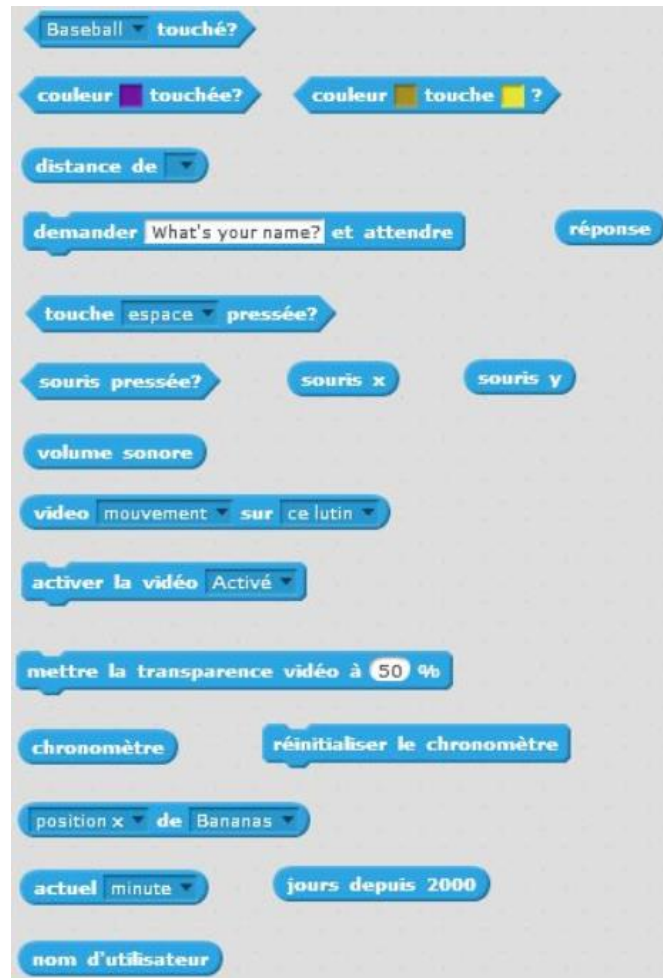 Baseball touché?
couleur touchée? couleur touche ?
distance de
demander What's your name? et attendre réponse
touche espace pressée?
souris pressée? souris x souris y
volume sonore
video mouvement sur ce lutin
activer la vidéo Activé
mettre la transparence vidéo à 50 %
chronomètre réinitialiser le chronomètre
position x de Bananas
actuel minute jours depuis 2000
nom d'utilisateur